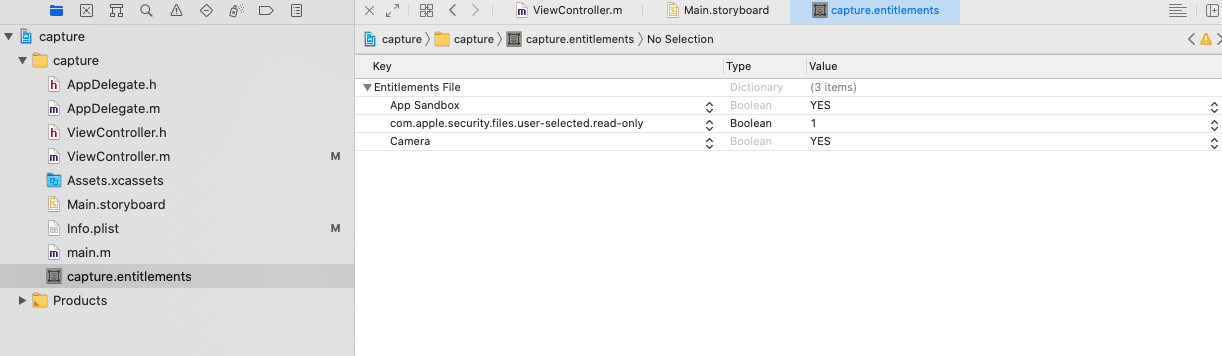 ViewController.m Main.storyboard capture.entitlements
capture
capture
AppDelegate.h
AppDelegate.m
ViewController.h
ViewController.m M
Assets.xcassets
Main.storyboard
Info.plist M
main.m
capture.entitlements
Products
capture capture capture.entitlements No Selection
Key Type Value
Entitlements File Dictionary (3 items)
App Sandbox Boolean YES
com.apple.security.files.user-selected.read-only Boolean 1
Camera Boolean YES